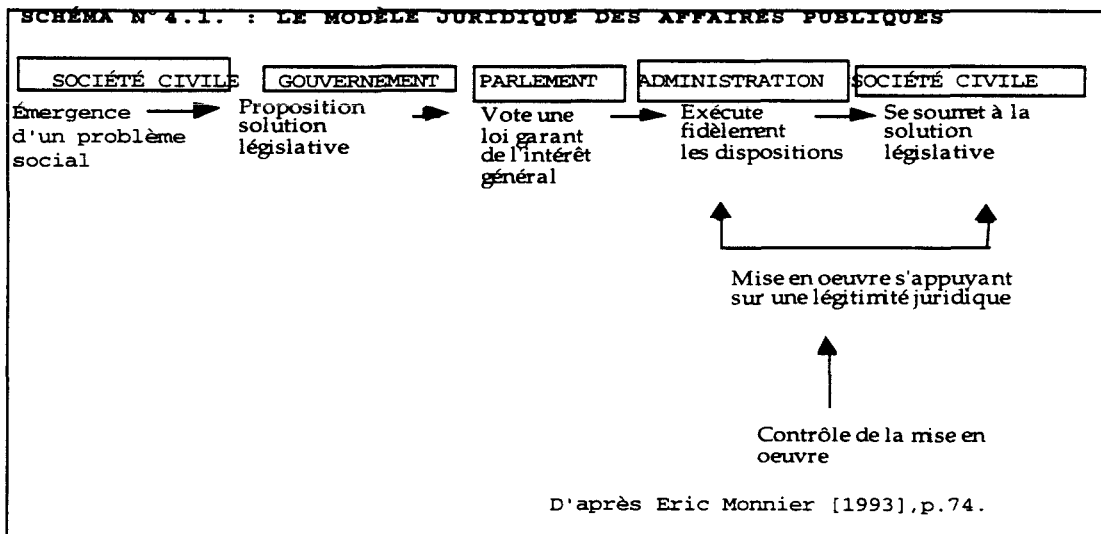 SCHÉMA N°4.1. : LE MODÈLE JURIDIQUE DES AFFAIRES PUBLIQUES
SOCIÉTÉ CIVILE GOUVERNEMENT PARLEMENT ADMINISTRATION SOCIÉTÉ CIVILE
Émergence
d'un problème
social
Proposition
solution
législative
Vote une
loi garant
de l'intérêt
général
Exécute
fidèlement
les dispositions
Se soumet à la
solution
législative
Mise en oeuvre s'appuyant
sur une légitimité juridique
Contrôle de la mise en
oeuvre
D'après Eric Monnier [1993],p.74.